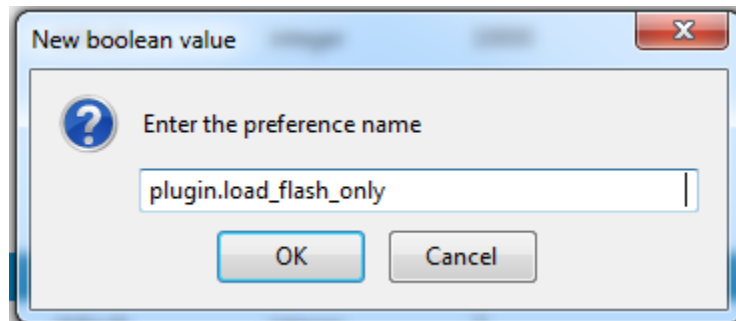 New boolean value
Enter the preference name
plugin.load_flash_only
OK
Cancel